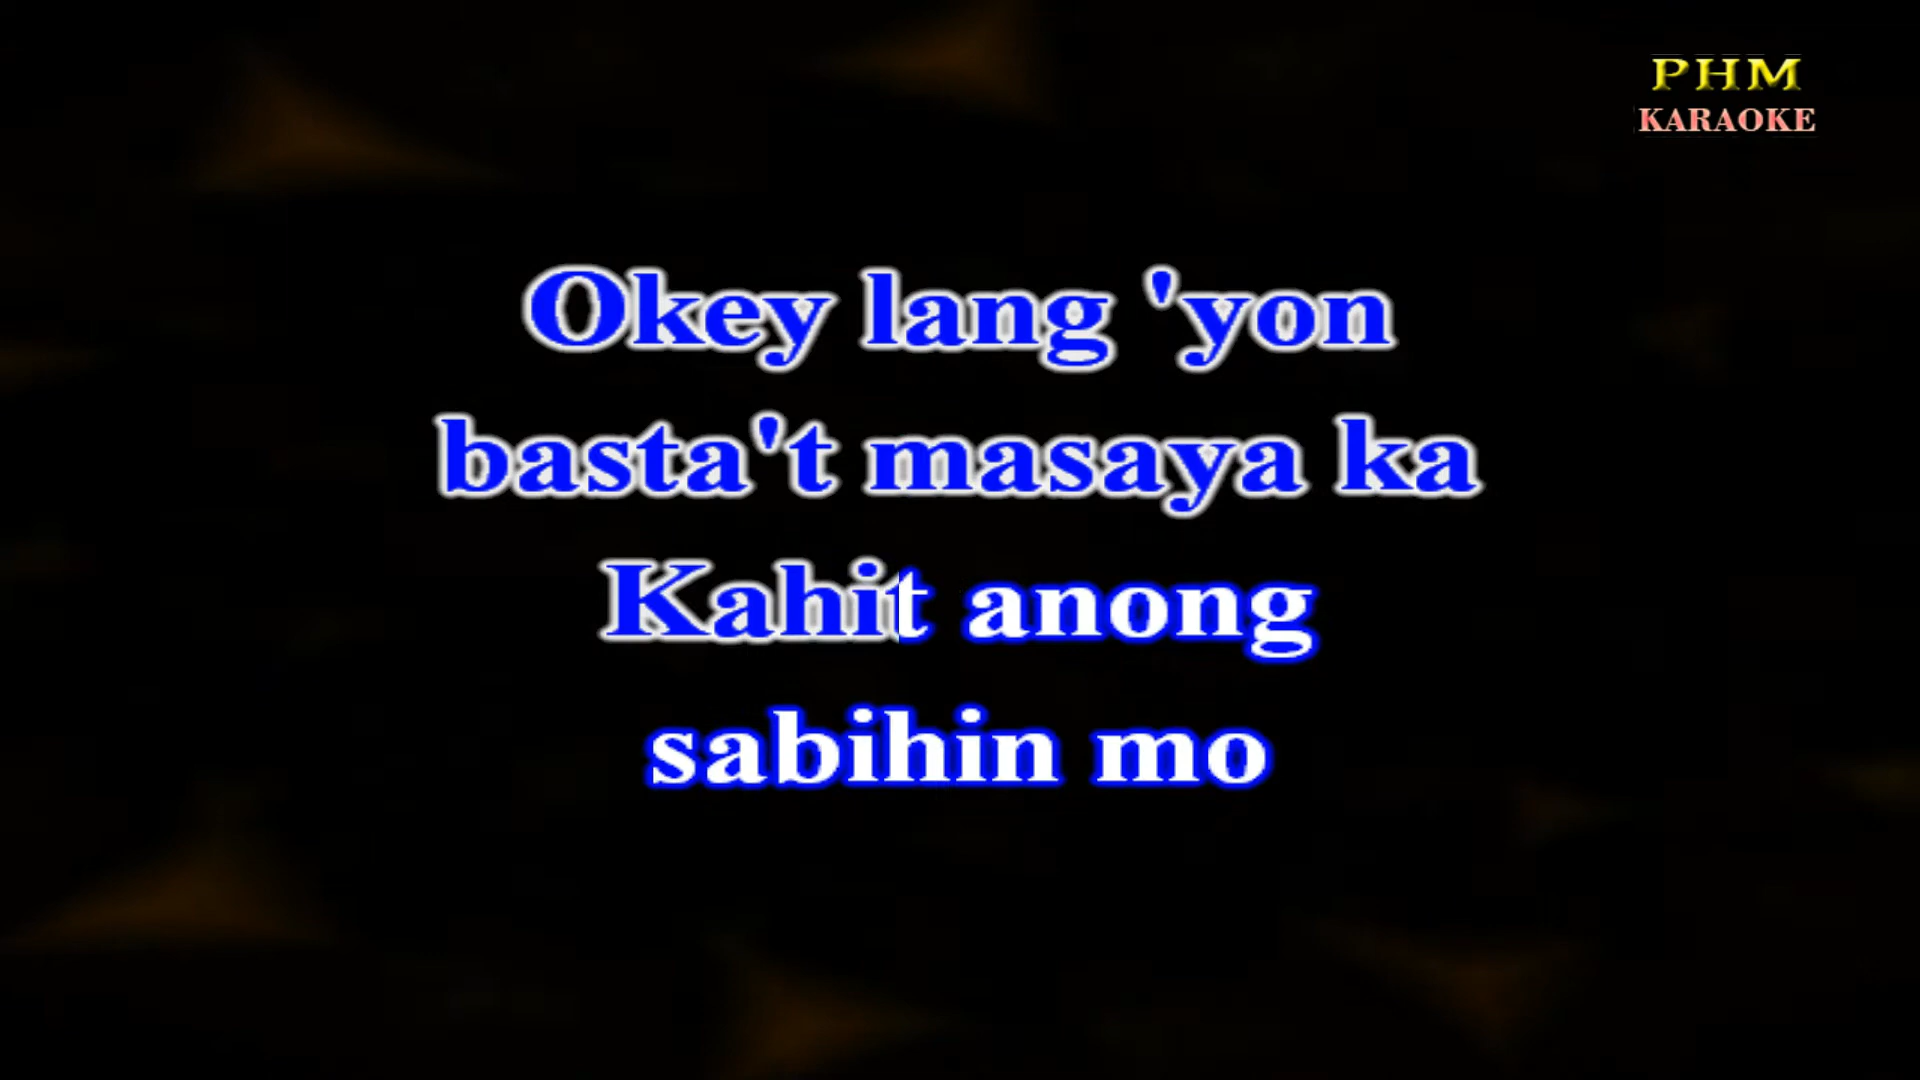 PHM
KARAOKE
Okey lang 'yon
basta't masaya ka
Kahit anong
sabihin mo